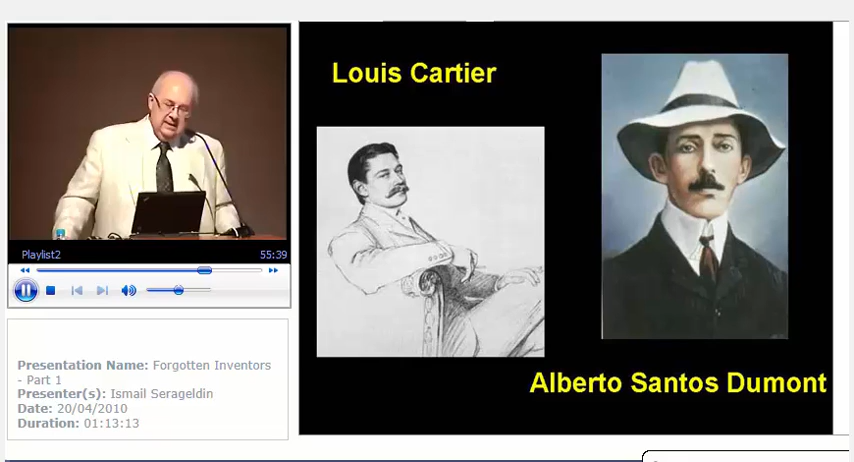 Louis Cartier
Alberto Santos Dumont
Playlist2
55:39
Presentation Name: Forgotten Inventors
- Part 1
Presenter(s): Ismail Serageldin
Date: 20/04/2010
Duration: 01:13:13